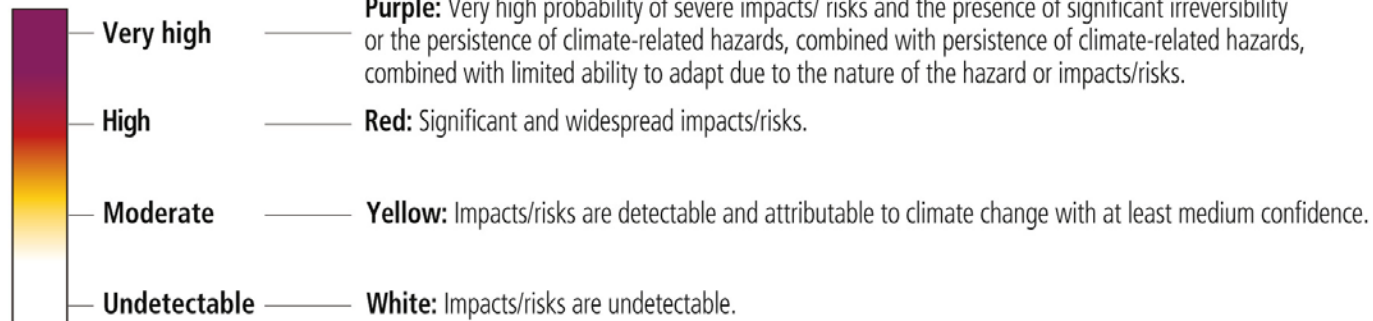 Purple: Very high probability of severe impacts/ risks and the presence of significant irreversibility
Very high
or the persistence of climate-related hazards, combined with persistence of climate-related hazards,
combined with limited ability to adapt due to the nature of the hazard or impacts/risks.
High
Red: Significant and widespread impacts/risks.
Moderate
Yellow: Impacts/risks are detectable and attributable to climate change with at least medium confidence.
Undetectable
White: Impacts/risks are undetectable.